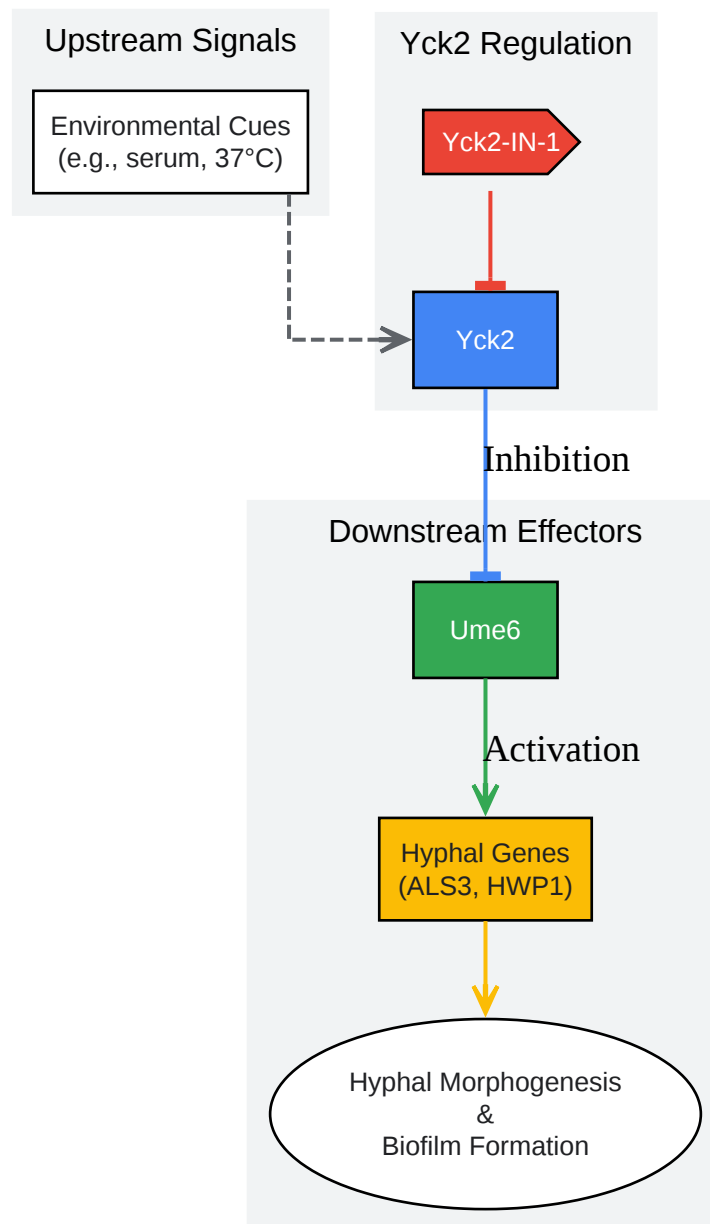 Upstream Signals
Environmental Cues
(e.g., serum, 37°C)
Yck2 Regulation
Yck2-IN-1
Yck2
Inhibition
Downstream Effectors
Ume6
Activation
Hyphal Genes
(ALS3, HWP1)
Hyphal Morphogenesis
&
Biofilm Formation